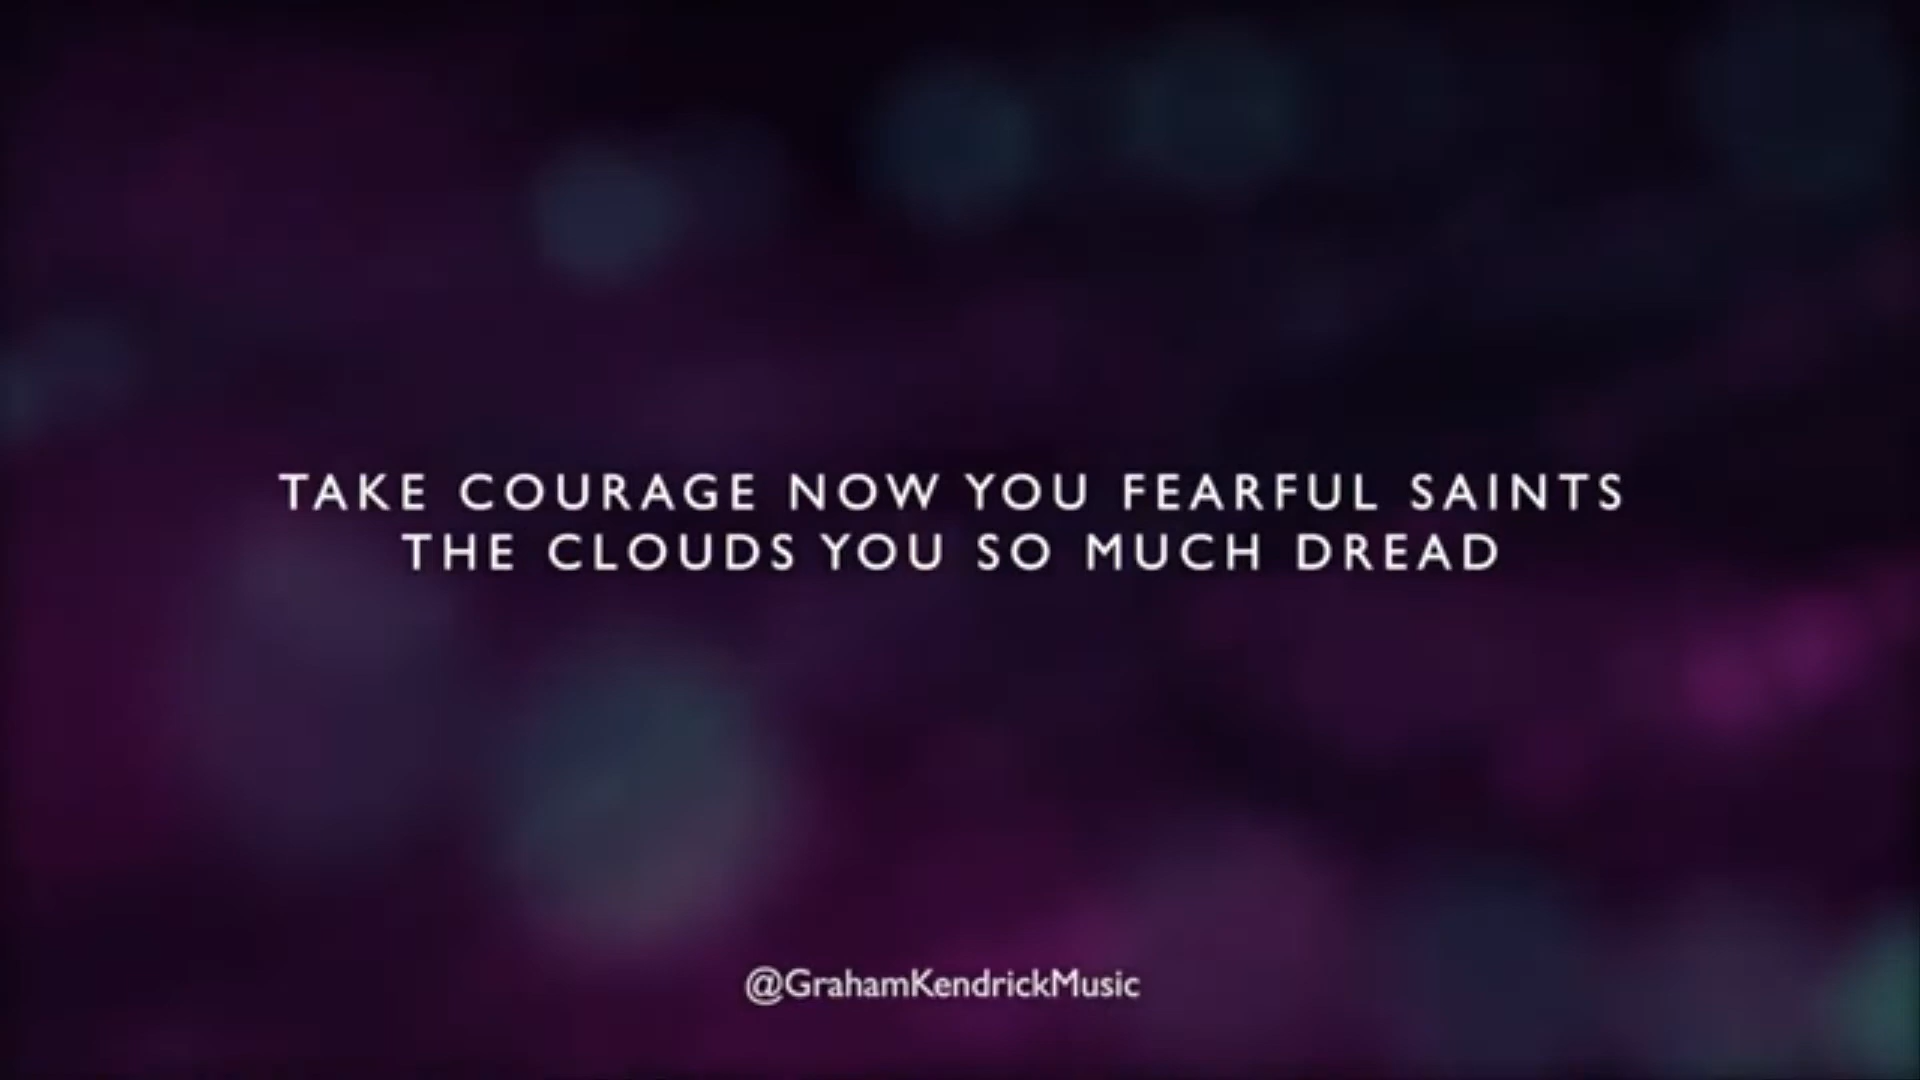 TAKE COURAGE NOW YOU FEARFUL SAINTS
THE CLOUDS YOU SO MUCH DREAD
@GrahamKendrickMusic